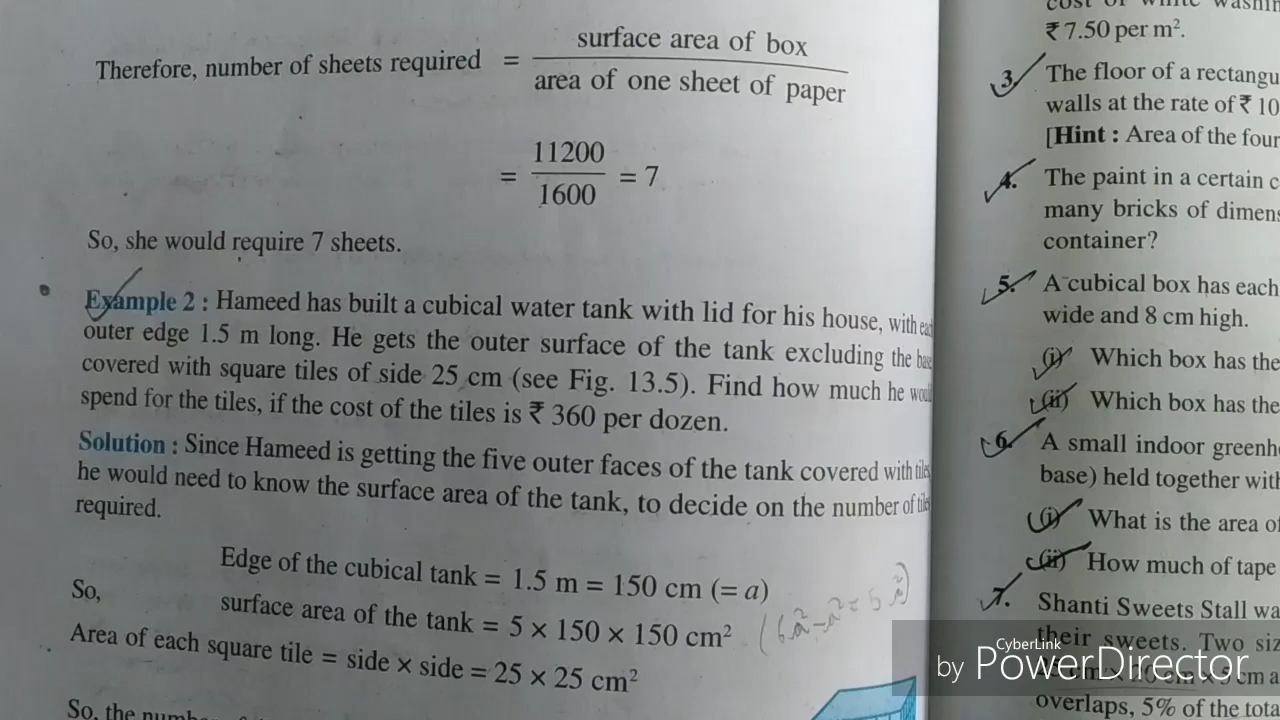 Therefore, number of sheets required = surface area of box / area of one sheet of paper
= 11200 / 1600 = 7
So, she would require 7 sheets.
Example 2 : Hameed has built a cubical water tank with lid for his house, with
outer edge 1.5 m long. He gets the outer surface of the tank excluding the
covered with square tiles of side 25 cm (see Fig. 13.5). Find how much he
spend for the tiles, if the cost of the tiles is ₹ 360 per dozen.
Solution : Since Hameed is getting the five outer faces of the tank covered with
he would need to know the surface area of the tank, to decide on the number of
required.
Edge of the cubical tank = 1.5 m = 150 cm (= a)
So, surface area of the tank = 5 × 150 × 150 cm² (6a² - a² = 5a²)
Area of each square tile = side × side = 25 × 25 cm²
So, the
₹ 7.50 per m².
3. The floor of a
walls at the rate of ₹ 10
[Hint : Area of the four
4. The paint in a certain
many bricks of
container?
5. A cubical box has each
wide and 8 cm high.
(i) Which box has the
(ii) Which box has the
6. A small indoor
base) held together
(i) What is the area
(ii) How much of tape
7. Shanti Sweets Stall
their sweets. Two
overlaps, 5% of the
CyberLink
by PowerDirector